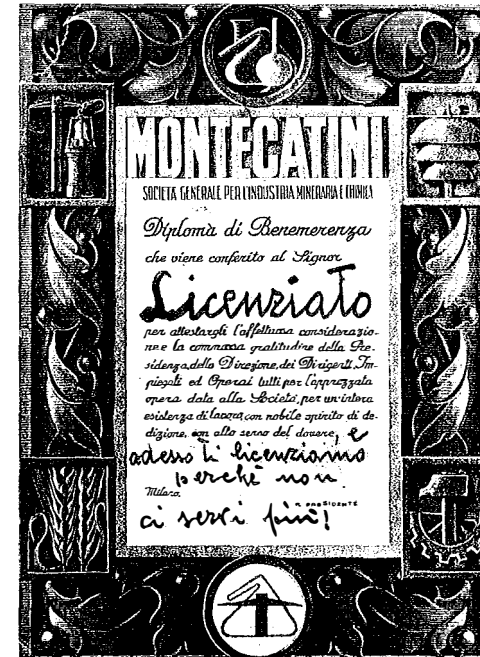 MONTECATINI
SOCIETÀ GENERALE PER L'INDUSTRIA MINERARIA E CHIMICA
Diploma di Benemerenza
che viene conferito al Signor
Licenziato
per attestargli l'affettuosa considerazio-
ne e la commossa gratitudine della Pre-
sidenza, della Direzione, dei Dirigenti, Im-
piegati ed Operai tutti per l'apprezzata
opera data alla Società, per un'intera
esistenza di lavoro, con nobile spirito di de-
dizione, con alto senso del dovere, e
adesso ti licenziamo
perchè non
Milano, IL PRESIDENTE
ci servi più!